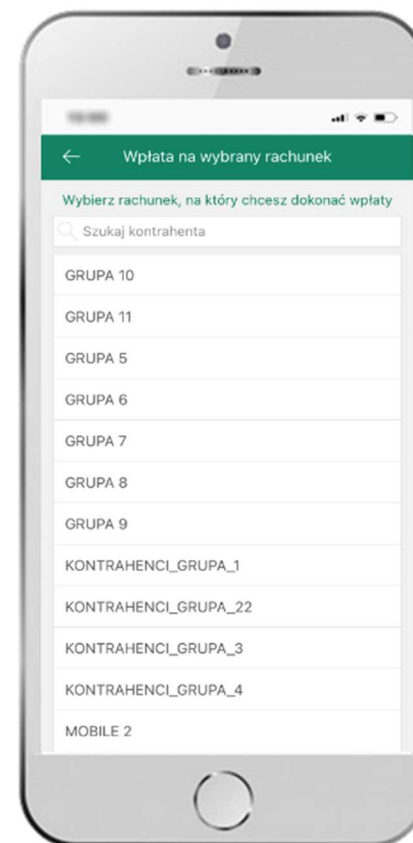 Wpłata na wybrany rachunek
Wybierz rachunek, na który chcesz dokonać wpłaty
Szukaj kontrahenta
GRUPA 10
GRUPA 11
GRUPA 5
GRUPA 6
GRUPA 7
GRUPA 8
GRUPA 9
KONTRAHENCI_GRUPA_1
KONTRAHENCI_GRUPA_22
KONTRAHENCI_GRUPA_3
KONTRAHENCI_GRUPA_4
MOBILE 2